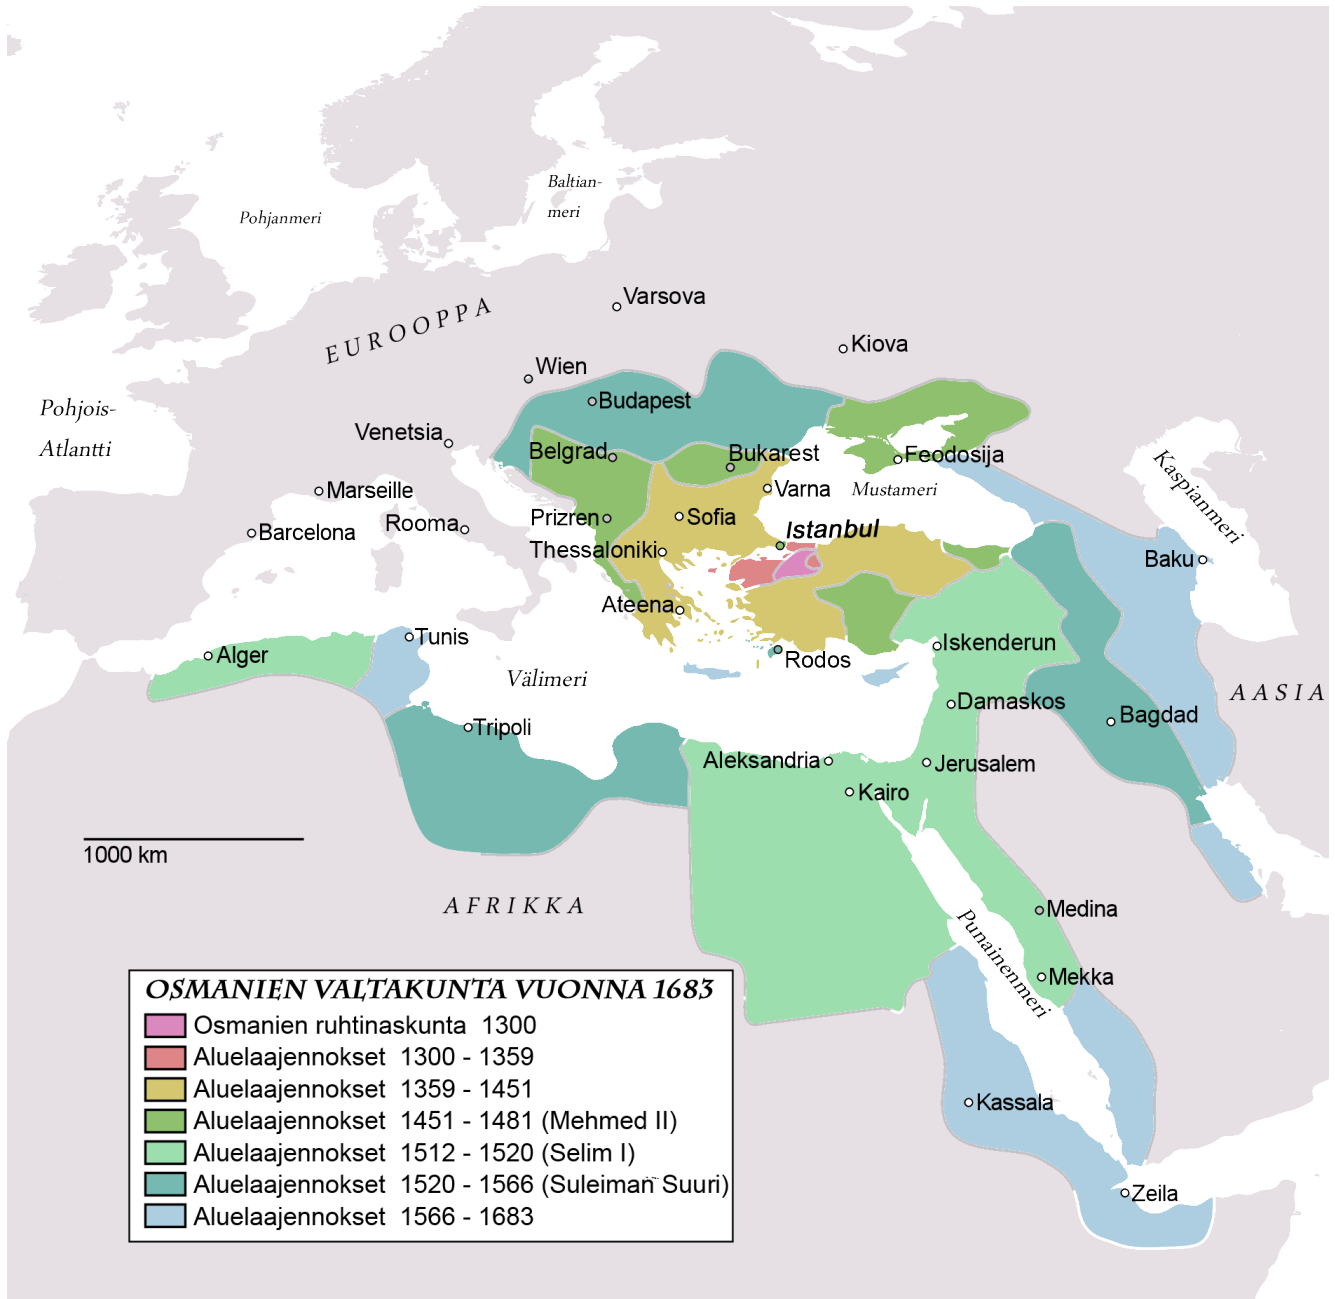 Baltian-
meri
Pohjanmeri
Varsova
EUROOPPA
Kiova
Wien
Budapest
Pohjois-
Atlantti
Venetsia
Belgrad
Bukarest
Feodosija
Kaspianmeri
Marseille
Varna
Mustameri
Barcelona
Rooma
Prizren
Sofia
Istanbul
Thessaloniki
Baku
Ateena
Alger
Tunis
Rodos
Iskenderun
Välimeri
AASIA
Damaskos
Bagdad
Tripoli
Aleksandria
Jerusalem
Kairo
1000 km
AFRIKKA
Medina
Punainenmeri
Mekka
Kassala
Zeila
OSMANIEN VALTAKUNTA VUONNA 1683
Osmanien ruhtinaskunta 1300
Aluelaajennokset 1300 - 1359
Aluelaajennokset 1359 - 1451
Aluelaajennokset 1451 - 1481 (Mehmed II)
Aluelaajennokset 1512 - 1520 (Selim I)
Aluelaajennokset 1520 - 1566 (Suleiman Suuri)
Aluelaajennokset 1566 - 1683